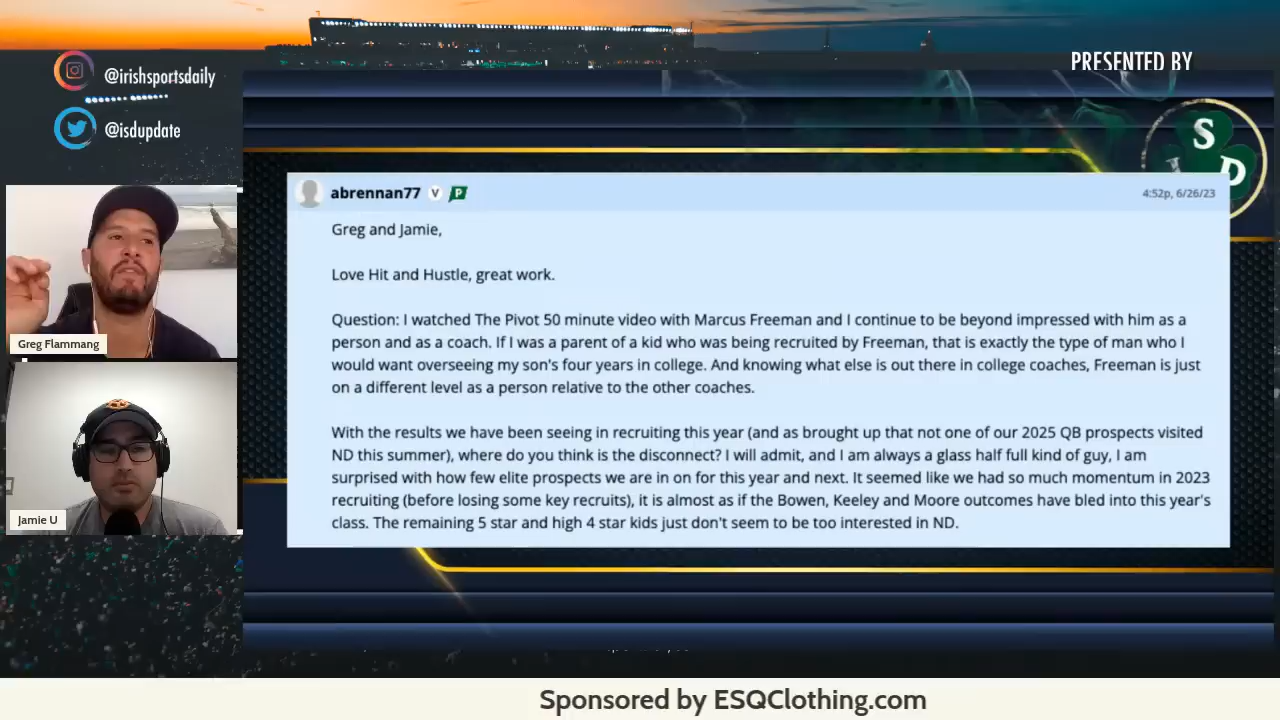 @irishsportsdaily
@isdupdate
PRESENTED BY
S
D
Greg Flammang
Jamie U
abrennan77 V P
4:52p, 6/26/23
Greg and Jamie,
Love Hit and Hustle, great work.
Question: I watched The Pivot 50 minute video with Marcus Freeman and I continue to be beyond impressed with him as a
person and as a coach. If I was a parent of a kid who was being recruited by Freeman, that is exactly the type of man who I
would want overseeing my son's four years in college. And knowing what else is out there in college coaches, Freeman is just
on a different level as a person relative to the other coaches.
With the results we have been seeing in recruiting this year (and as brought up that not one of our 2025 QB prospects visited
ND this summer), where do you think is the disconnect? I will admit, and I am always a glass half full kind of guy, I am
surprised with how few elite prospects we are in on for this year and next. It seemed like we had so much momentum in 2023
recruiting (before losing some key recruits), it is almost as if the Bowen, Keeley and Moore outcomes have bled into this year's
class. The remaining 5 star and high 4 star kids just don't seem to be too interested in ND.
Sponsored by ESQClothing.com